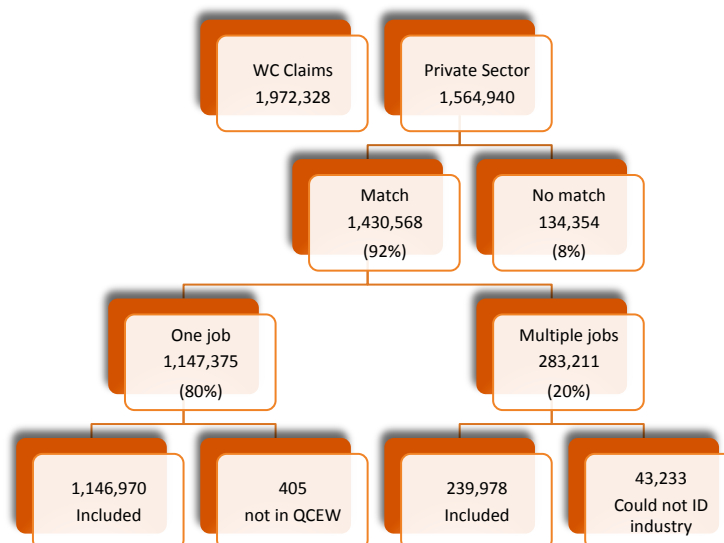 WC Claims
1,972,328
Private Sector
1,564,940
Match
1,430,568
(92%)
No match
134,354
(8%)
One job
1,147,375
(80%)
Multiple jobs
283,211
(20%)
1,146,970
Included
405
not in QCEW
239,978
Included
43,233
Could not ID
industry